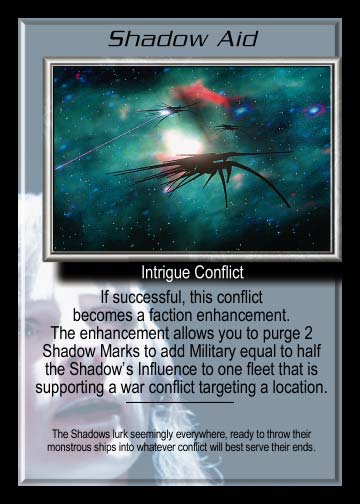 Shadow Aid
Intrigue Conflict
If successful, this conflict
becomes a faction enhancement.
The enhancement allows you to purge 2
Shadow Marks to add Military equal to half
the Shadow's Influence to one fleet that is
supporting a war conflict targeting a location.
The Shadows lurk seemingly everywhere, ready to throw their
monstrous ships into whatever conflict will best serve their ends.